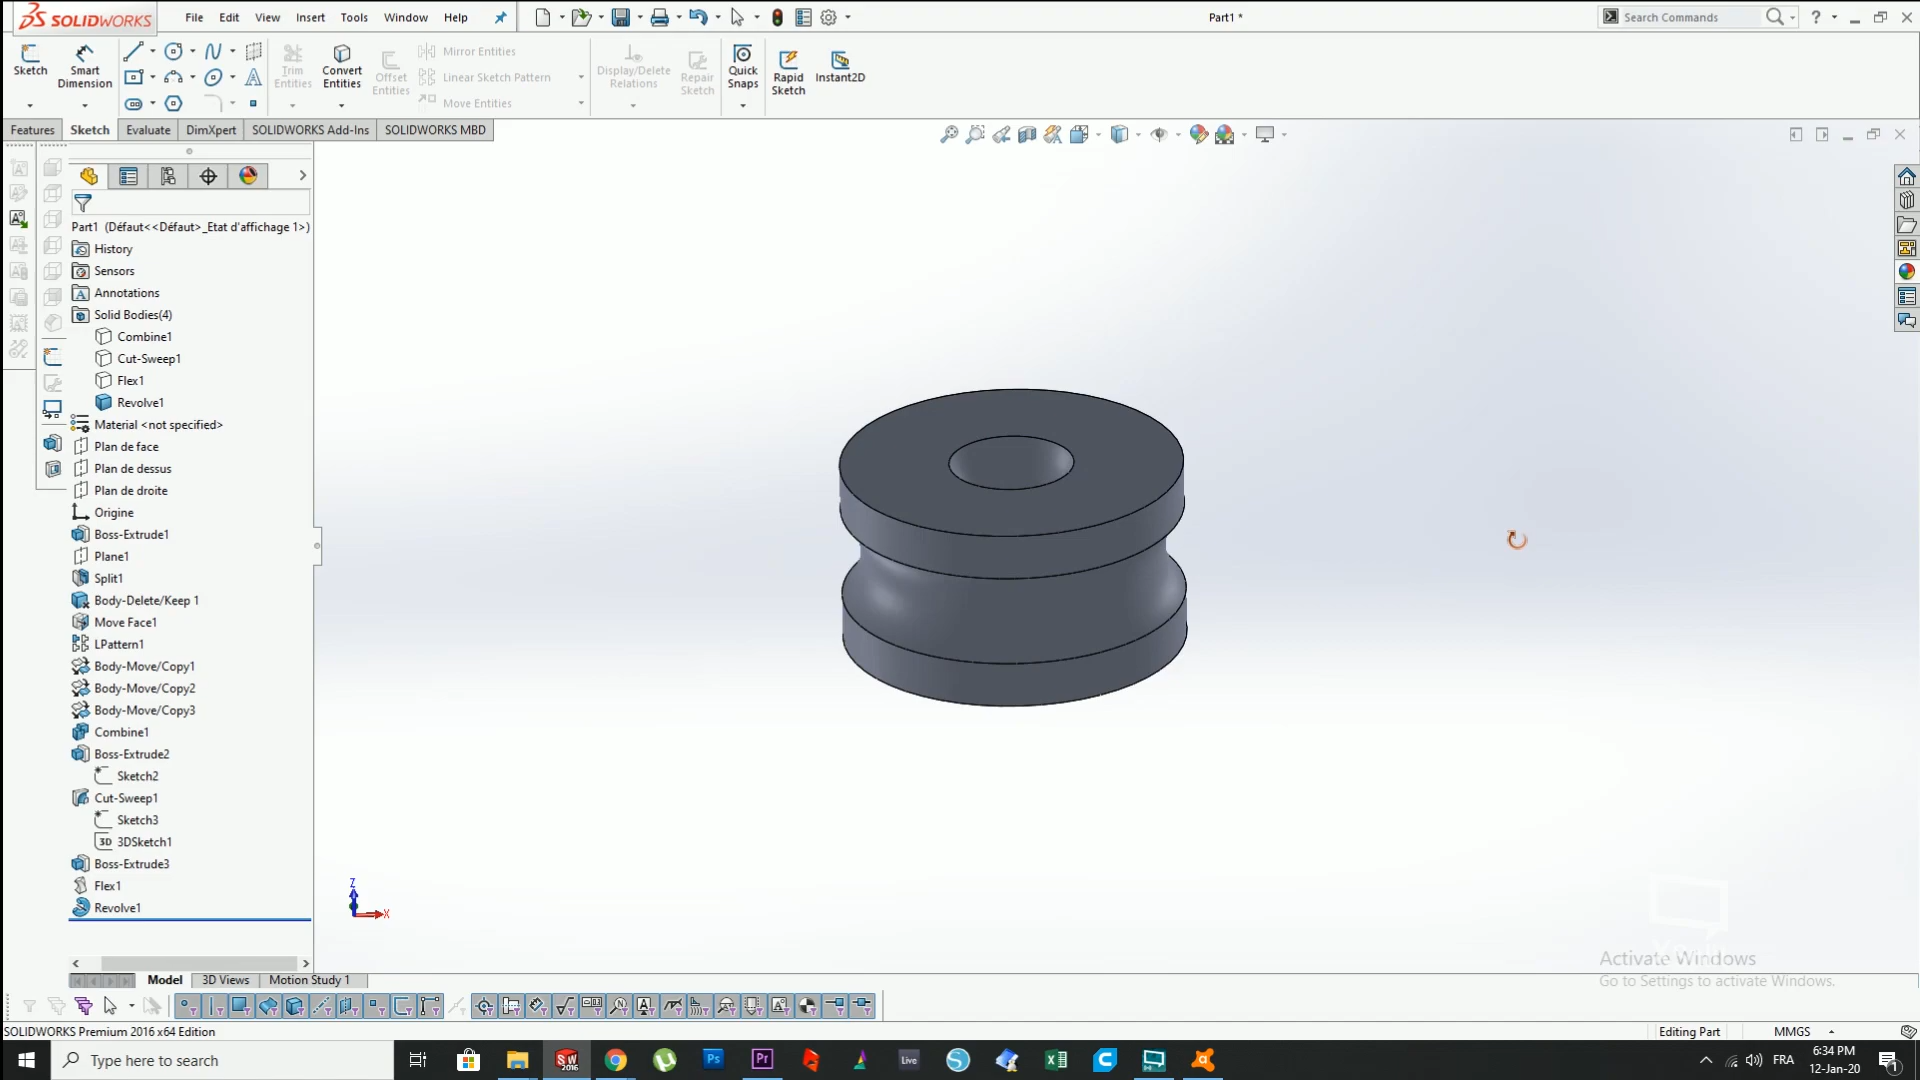 SOLIDWORKS
File Edit View Insert Tools Window Help
Part1 *
Search Commands
Sketch
Smart Dimension
Trim Entities
Convert Entities
Offset Entities
Mirror Entities
Linear Sketch Pattern
Move Entities
Display/Delete Relations
Repair Sketch
Quick Snaps
Rapid Sketch
Instant2D
Features Sketch Evaluate DimXpert SOLIDWORKS Add-Ins SOLIDWORKS MBD
Part1 (Défaut<<Défaut>_Etat d'affichage 1>)
History
Sensors
Annotations
Solid Bodies(4)
Combine1
Cut-Sweep1
Flex1
Revolve1
Material <not specified>
Plan de face
Plan de dessus
Plan de droite
Origine
Boss-Extrude1
Plane1
Split1
Body-Delete/Keep 1
Move Face1
LPattern1
Body-Move/Copy1
Body-Move/Copy2
Body-Move/Copy3
Combine1
Boss-Extrude2
Sketch2
Cut-Sweep1
Sketch3
3D 3DSketch1
Boss-Extrude3
Flex1
Revolve1
Z
X
Activate Windows
Go to Settings to activate Windows.
Model 3D Views Motion Study 1
SOLIDWORKS Premium 2016 x64 Edition
Editing Part
MMGS
Type here to search
SW 2016
Ps
Pr
Live
FRA
6:34 PM
12-Jan-20
1